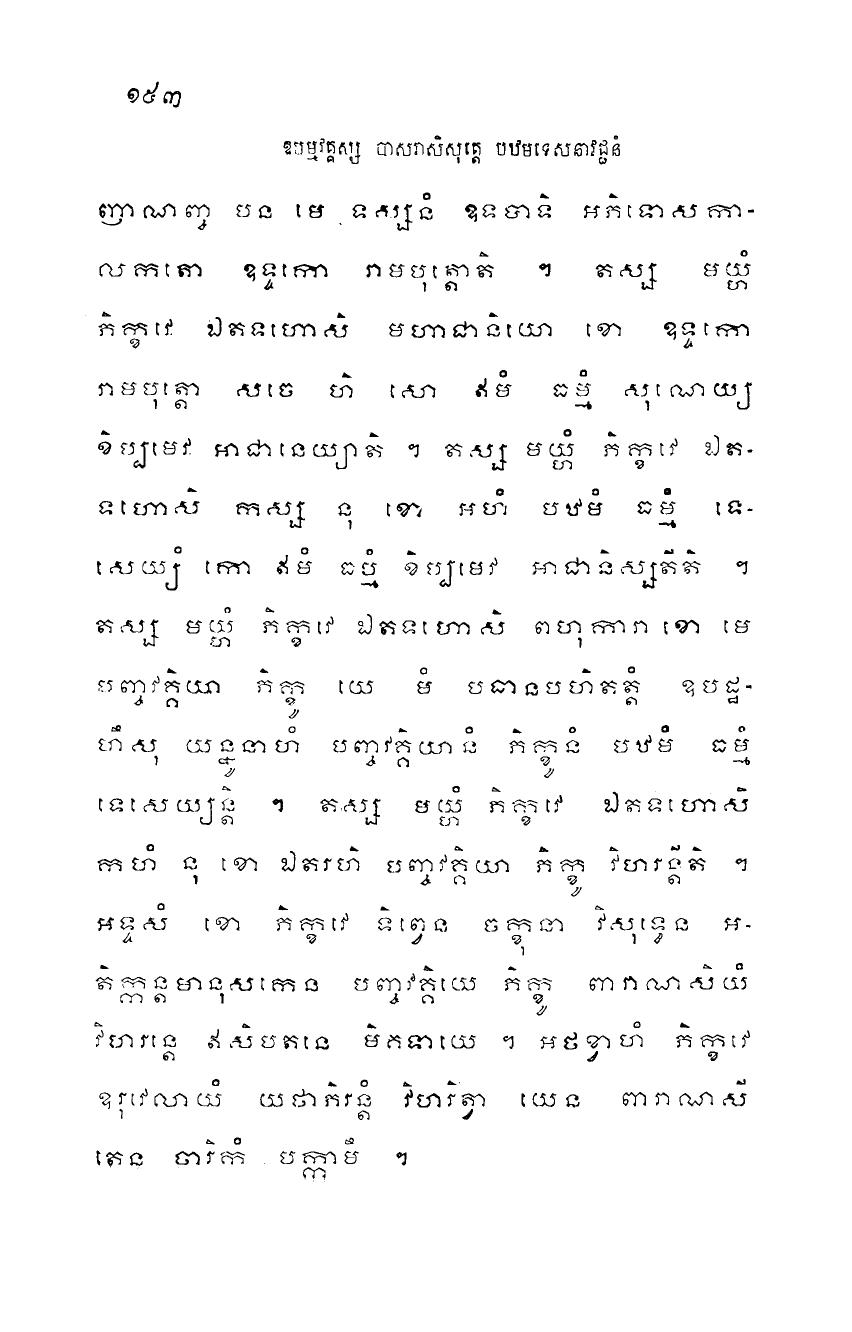 ១៥៣
ឱបម្មវគ្គស្ស បាសរាសិសុត្តេ បឋមទេសនាវដ្ឋនំ
ញាណញ្ច បន មេ ទស្សនំ ឧទបាទិ អភិទោសកា-
លកតោ ឧទ្ទកោ រាមបុត្តោតិ ។ តស្ស មយ្ហំ
ភិក្ខវេ ឯតទហោសិ មហាជានិយោ ខោ ឧទ្ទកោ
រាមបុត្តោ សចេ ហិ សោ ឥមំ ធម្មំ សុណេយ្យ
ខិប្បមេវ អាជានេយ្យាតិ ។ តស្ស មយ្ហំ ភិក្ខវេ ឯត-
ទហោសិ កស្ស នុ ខោ អហំ បឋមំ ធម្មំ ទេ-
សេយ្យំ កោ ឥមំ ធម្មំ ខិប្បមេវ អាជានិស្សតីតិ ។
តស្ស មយ្ហំ ភិក្ខវេ ឯតទហោសិ ពហុការា ខោ មេ
បញ្ចវគ្គិយា ភិក្ខូ យេ មំ បធានបហិតត្តំ ឧបដ្ឋ-
ហឹសុ យន្នូនាហំ បញ្ចវគ្គិយានំ ភិក្ខូនំ បឋមំ ធម្មំ
ទេសេយ្យន្តិ ។ តស្ស មយ្ហំ ភិក្ខវេ ឯតទហោសិ
កហំ នុ ខោ ឯតរហិ បញ្ចវគ្គិយា ភិក្ខូ វិហរន្តីតិ ។
អទ្ទសំ ខោ ភិក្ខវេ ទិព្វេន ចក្ខុនា វិសុទ្ធេន អ-
តិក្កន្តមានុសកេន បញ្ចវគ្គិយេ ភិក្ខូ ពារាណសិយំ
វិហរន្តេ ឥសិបតនេ មិគទាយេ ។ អថខ្វាហំ ភិក្ខវេ
ឧរុវេលាយំ យថាភិរន្តំ វិហរិត្វា យេន ពារាណសី
តេន ចារិកំ បក្កាមឹ ។